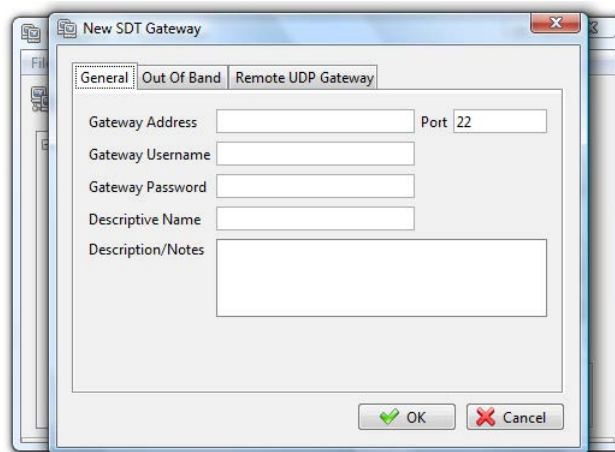 New SDT Gateway
General Out Of Band Remote UDP Gateway
Gateway Address Port 22
Gateway Username
Gateway Password
Descriptive Name
Description/Notes
OK Cancel